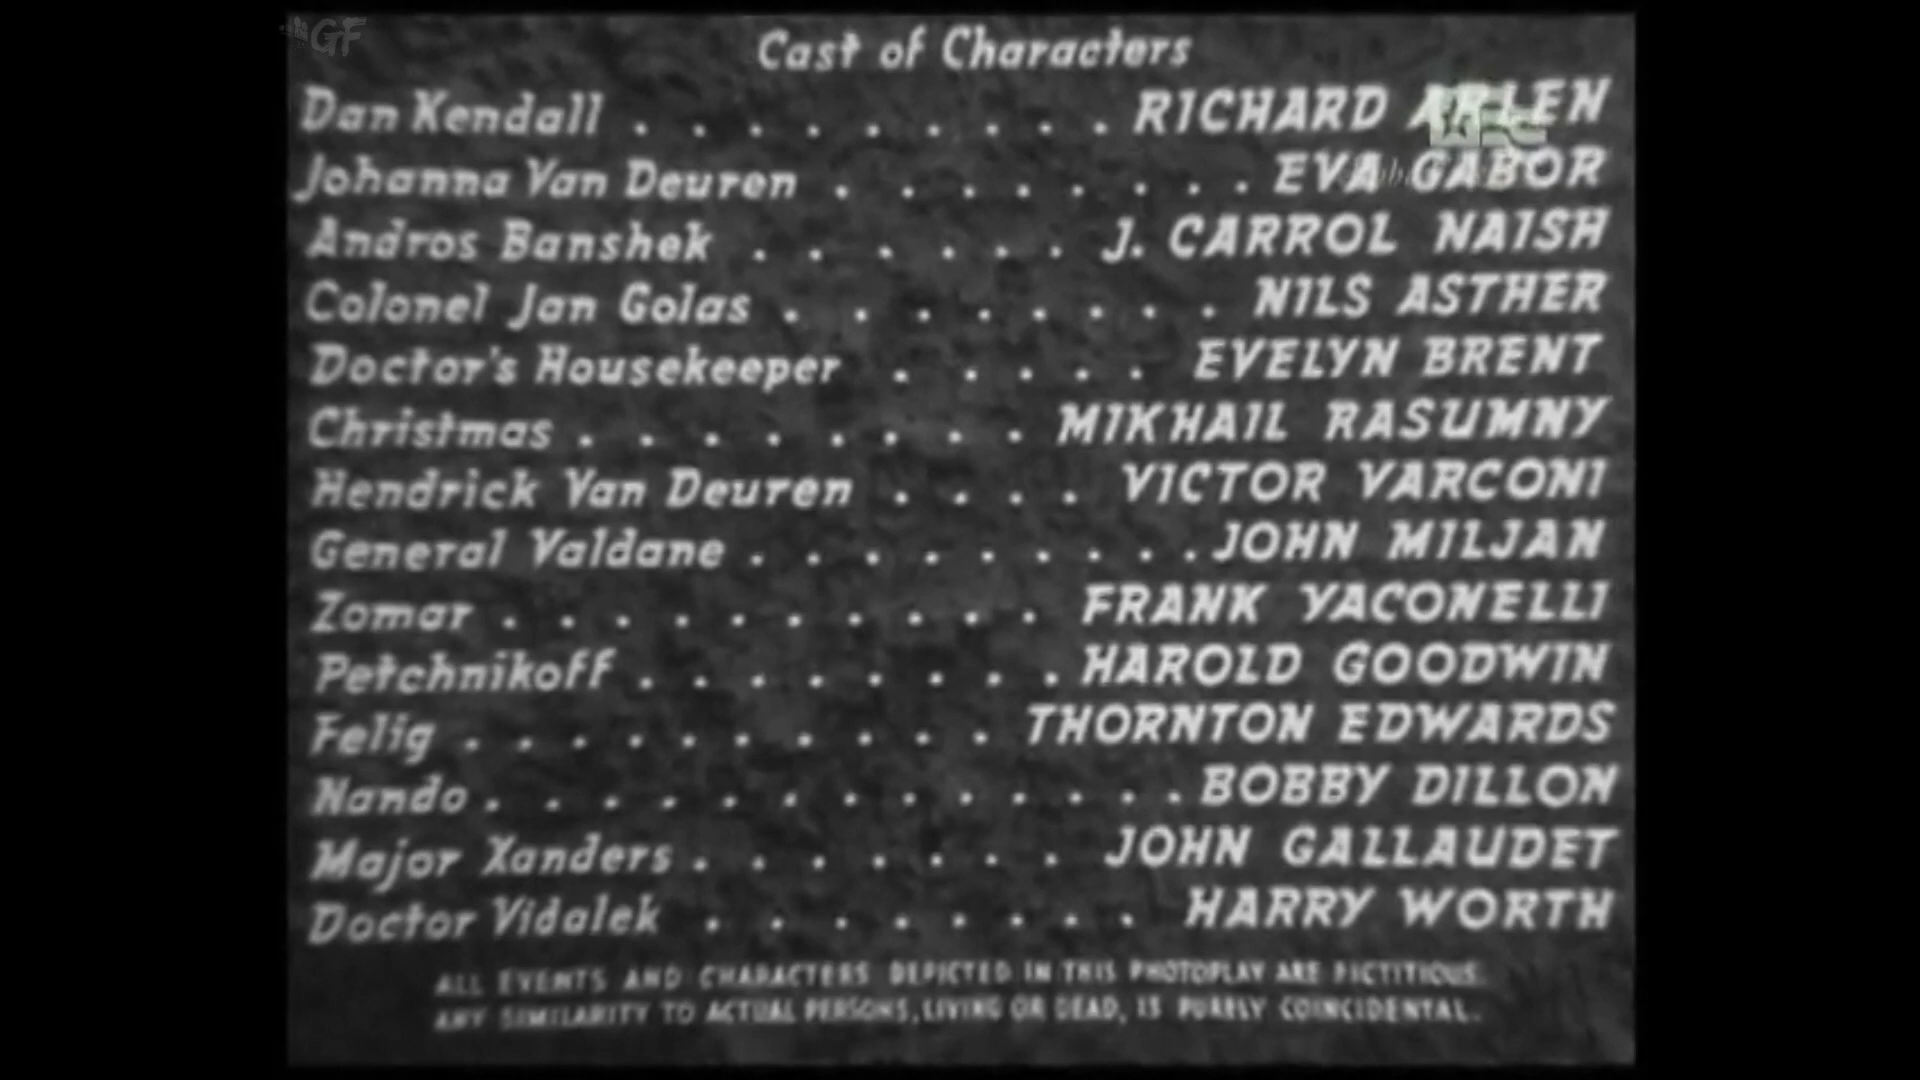 GF
Cast of Characters
Dan Kendall . . . . . . . . . RICHARD ARLEN
Johanna Van Deuren . . . . . . . . EVA GABOR
Andros Banshek . . . . . . J. CARROL NAISH
Colonel Jan Golas . . . . . . . . NILS ASTHER
Doctor's Housekeeper . . . . . EVELYN BRENT
Christmas . . . . . . . . MIKHAIL RASUMNY
Hendrick Van Deuren . . . . VICTOR VARCONI
General Valdane . . . . . . . . . JOHN MILJAN
Zomar . . . . . . . . . . FRANK YACONELLI
Petchnikoff . . . . . . . . HAROLD GOODWIN
Felig . . . . . . . . . . THORNTON EDWARDS
Nando . . . . . . . . . . . . . BOBBY DILLON
Major Xanders . . . . . . . JOHN GALLAUDET
Doctor Vidalek . . . . . . . . HARRY WORTH
ALL EVENTS AND CHARACTERS DEPICTED IN THIS PHOTOPLAY ARE FICTITIOUS.
ANY SIMILARITY TO ACTUAL PERSONS, LIVING OR DEAD, IS PURELY COINCIDENTAL.